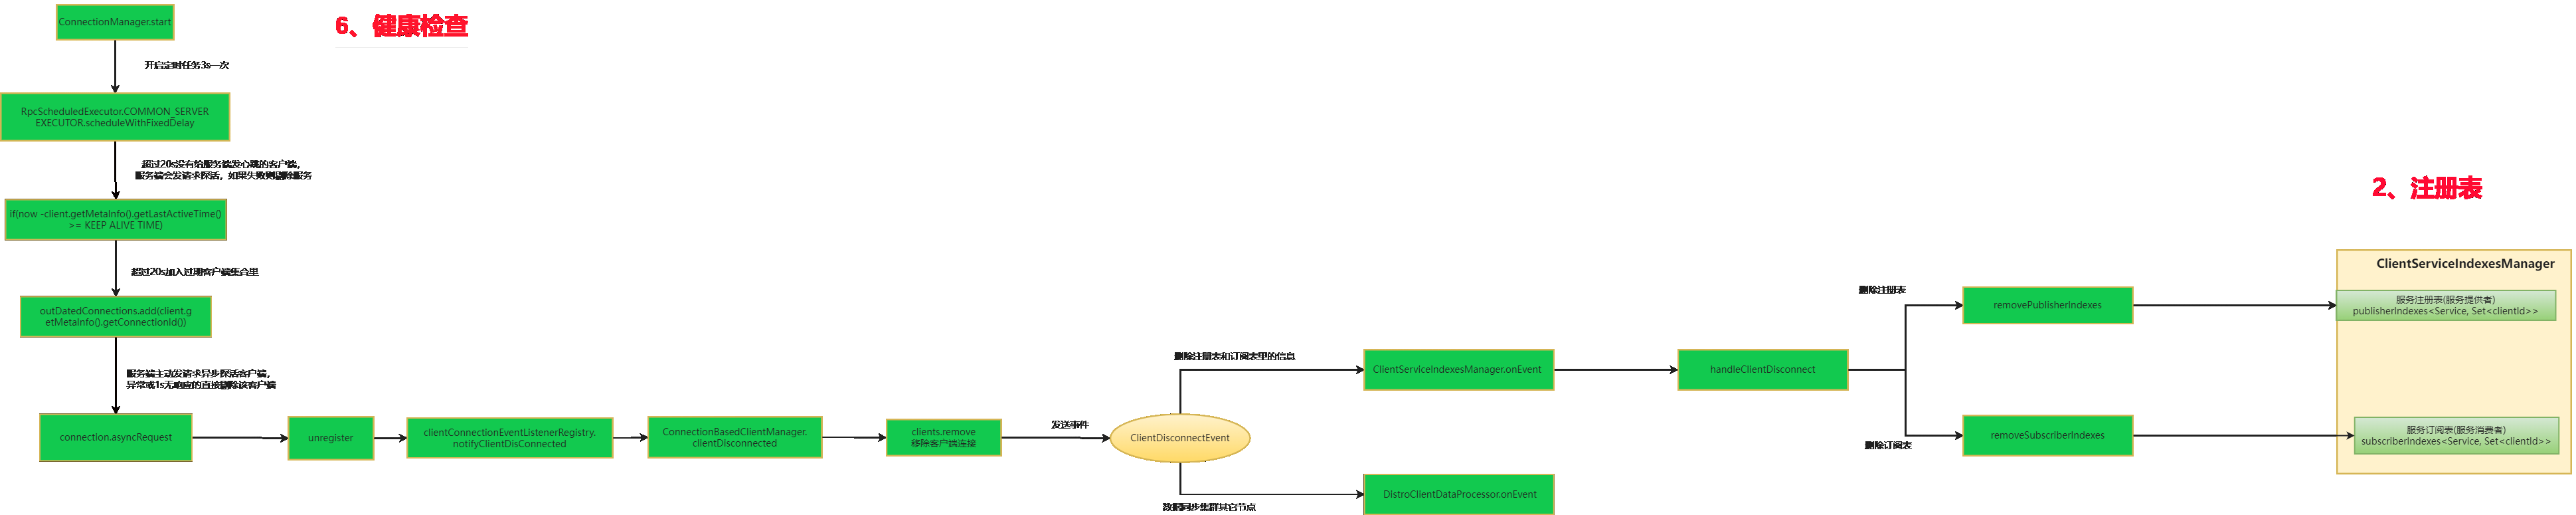 ConnectionManager.start
6、健康检查
开启定时任务3s一次
RpcScheduledExecutor.COMMON_SERVER
EXECUTOR.scheduleWithFixedDelay
超过20s没有给服务端发心跳的客户端，
服务端会发请求探活，如果失败则剔除服务
if(now -client.getMetaInfo().getLastActiveTime()
>= KEEP ALIVE TIME)
超过20s加入过期客户端集合里
outDatedConnections.add(client.g
etMetaInfo().getConnectionId())
服务端主动发请求异步探活客户端，
异常或1s无响应的直接剔除该客户端
connection.asyncRequest
unregister
clientConnectionEventListenerRegistry.
notifyClientDisConnected
ConnectionBasedClientManager.
clientDisconnected
clients.remove
移除客户端连接
发送事件
ClientDisconnectEvent
删除注册表和订阅表里的信息
ClientServiceIndexesManager.onEvent
数据同步集群其它节点
DistroClientDataProcessor.onEvent
handleClientDisconnect
删除注册表
removePublisherIndexes
删除订阅表
removeSubscriberIndexes
2、注册表
ClientServiceIndexesManager
服务注册表(服务提供者)
publisherIndexes<Service, Set<clientId>>
服务订阅表(服务消费者)
subscriberIndexes<Service, Set<clientId>>